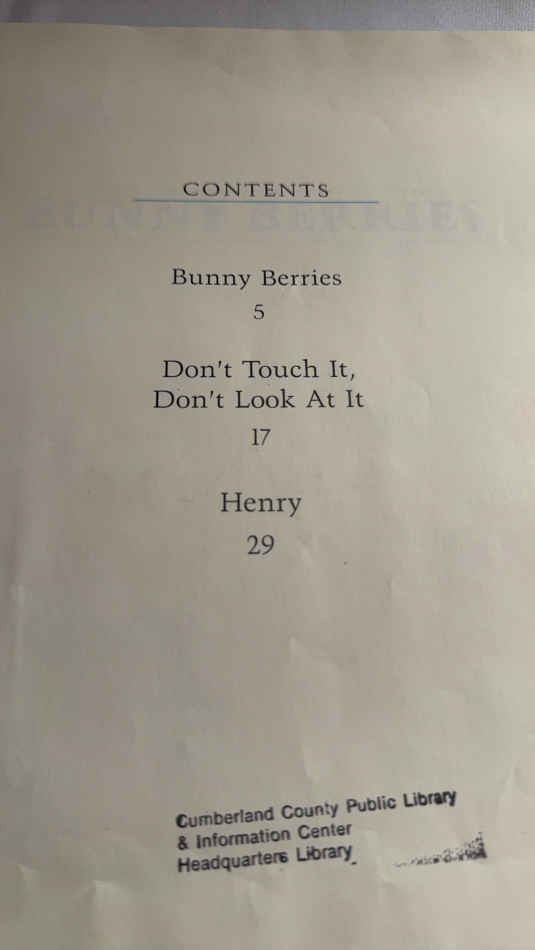 CONTENTS
Bunny Berries
5
Don't Touch It,
Don't Look At It
17
Henry
29
Cumberland County Public Library
& Information Center
Headquarters Library